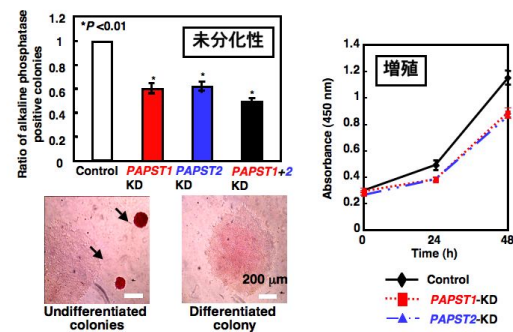 *P <0.01
未分化性
Ratio of alkaline phosphatase
positive colonies
1.2
1
0.8
0.6
0.4
0.2
0
*
*
*
Control
PAPST1
KD
PAPST2
KD
PAPST1+2
KD
Undifferentiated
colonies
200 μm
Differentiated
colony
増殖
Absorbance (450 nm)
1.4
1.2
1
0.8
0.6
0.4
0.2
0
0
24
48
Time (h)
Control
PAPST1-KD
PAPST2-KD